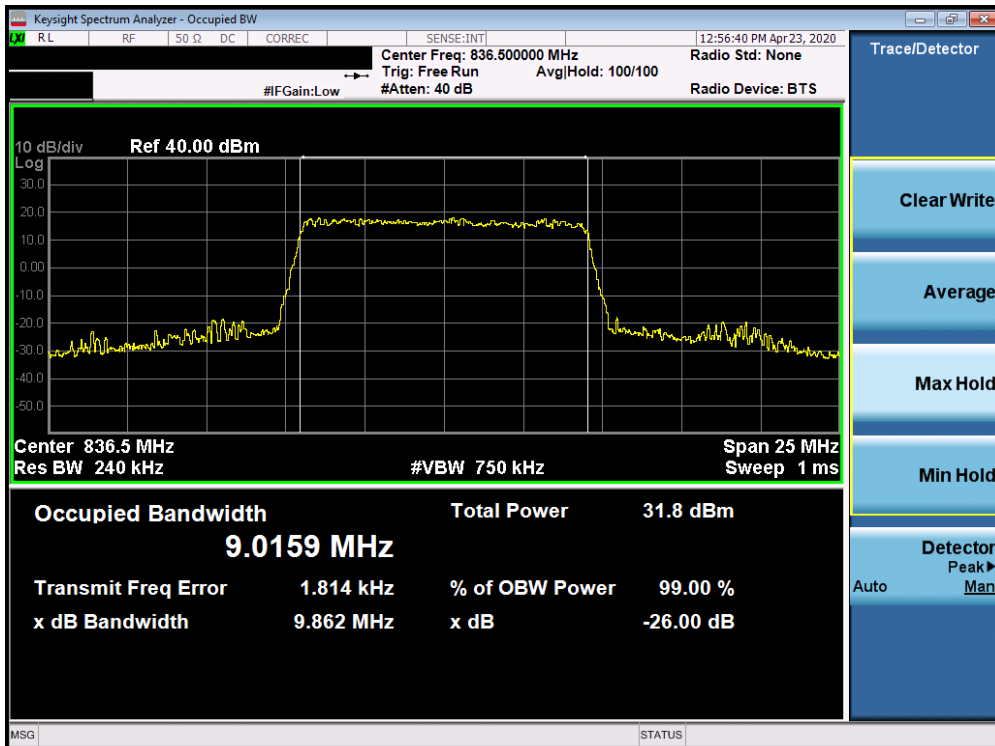 Keysight Spectrum Analyzer - Occupied BW
LXI RL RF 50 Ω DC CORREC SENSE:INT 12:56:40 PM Apr 23, 2020
Center Freq: 836.500000 MHz Radio Std: None
Trig: Free Run Avg|Hold: 100/100
#IFGain:Low #Atten: 40 dB Radio Device: BTS
10 dB/div Ref 40.00 dBm
Log
30.0
20.0
10.0
0.00
-10.0
-20.0
-30.0
-40.0
-50.0
Center 836.5 MHz Span 25 MHz
Res BW 240 kHz #VBW 750 kHz Sweep 1 ms
Occupied Bandwidth Total Power 31.8 dBm
9.0159 MHz
Transmit Freq Error 1.814 kHz % of OBW Power 99.00 %
x dB Bandwidth 9.862 MHz x dB -26.00 dB
MSG STATUS
Trace/Detector
Clear Write
Average
Max Hold
Min Hold
Detector
Peak▶
Auto Man